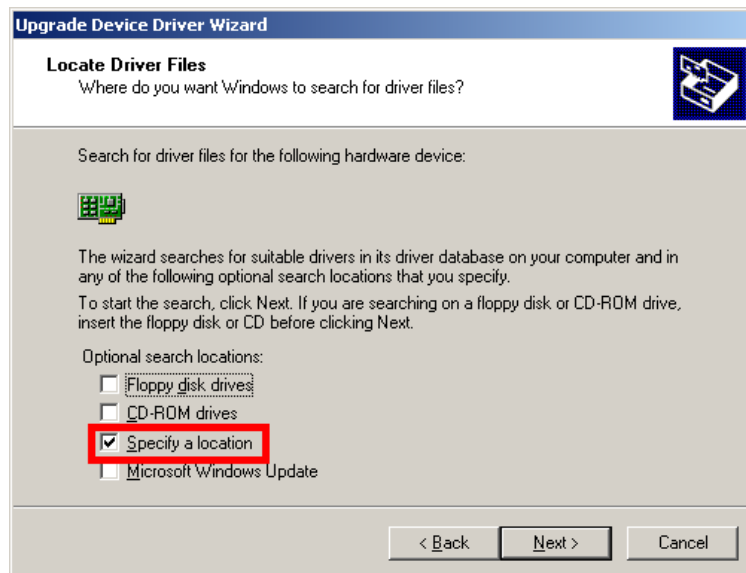 Upgrade Device Driver Wizard
Locate Driver Files
Where do you want Windows to search for driver files?
Search for driver files for the following hardware device:
The wizard searches for suitable drivers in its driver database on your computer and in
any of the following optional search locations that you specify.
To start the search, click Next. If you are searching on a floppy disk or CD-ROM drive,
insert the floppy disk or CD before clicking Next.
Optional search locations:
Floppy disk drives
CD-ROM drives
Specify a location
Microsoft Windows Update
< Back Next > Cancel